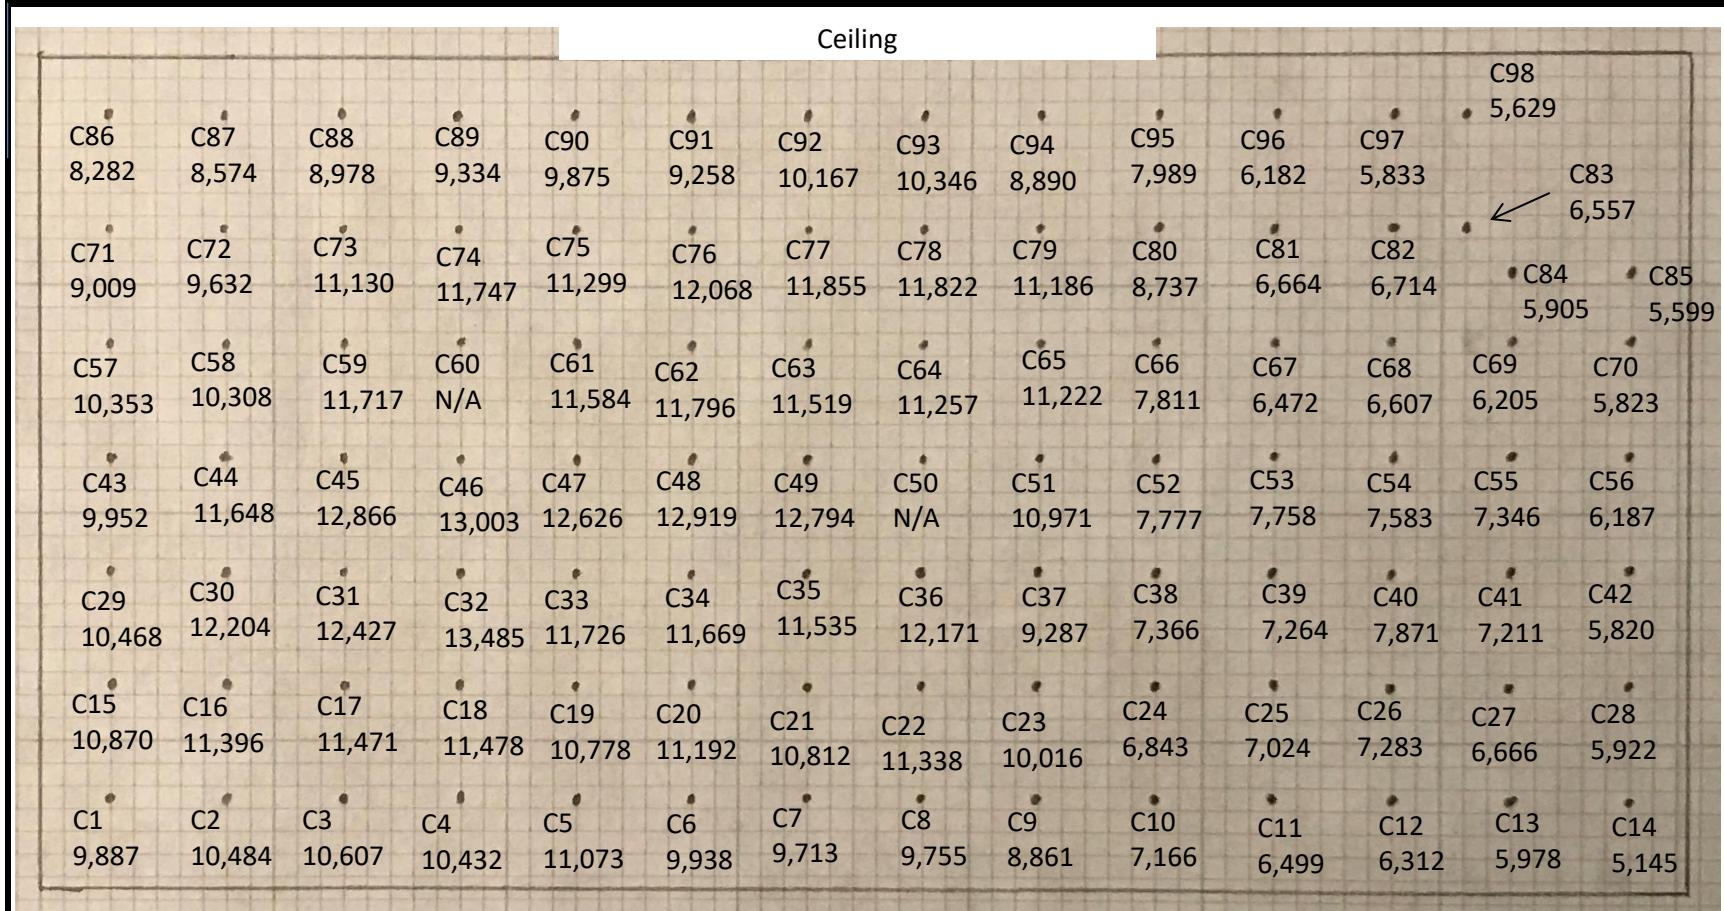 Ceiling
C98
5,629
C86 C87 C88 C89 C90 C91 C92 C93 C94 C95 C96 C97
8,282 8,574 8,978 9,334 9,875 9,258 10,167 10,346 8,890 7,989 6,182 5,833
C83
6,557
C71 C72 C73 C74 C75 C76 C77 C78 C79 C80 C81 C82
9,009 9,632 11,130 11,747 11,299 12,068 11,855 11,822 11,186 8,737 6,664 6,714
C84 C85
5,905 5,599
C57 C58 C59 C60 C61 C62 C63 C64 C65 C66 C67 C68 C69 C70
10,353 10,308 11,717 N/A 11,584 11,796 11,519 11,257 11,222 7,811 6,472 6,607 6,205 5,823
C43 C44 C45 C46 C47 C48 C49 C50 C51 C52 C53 C54 C55 C56
9,952 11,648 12,866 13,003 12,626 12,919 12,794 N/A 10,971 7,777 7,758 7,583 7,346 6,187
C29 C30 C31 C32 C33 C34 C35 C36 C37 C38 C39 C40 C41 C42
10,468 12,204 12,427 13,485 11,726 11,669 11,535 12,171 9,287 7,366 7,264 7,871 7,211 5,820
C15 C16 C17 C18 C19 C20 C21 C22 C23 C24 C25 C26 C27 C28
10,870 11,396 11,471 11,478 10,778 11,192 10,812 11,338 10,016 6,843 7,024 7,283 6,666 5,922
C1 C2 C3 C4 C5 C6 C7 C8 C9 C10 C11 C12 C13 C14
9,887 10,484 10,607 10,432 11,073 9,938 9,713 9,755 8,861 7,166 6,499 6,312 5,978 5,145